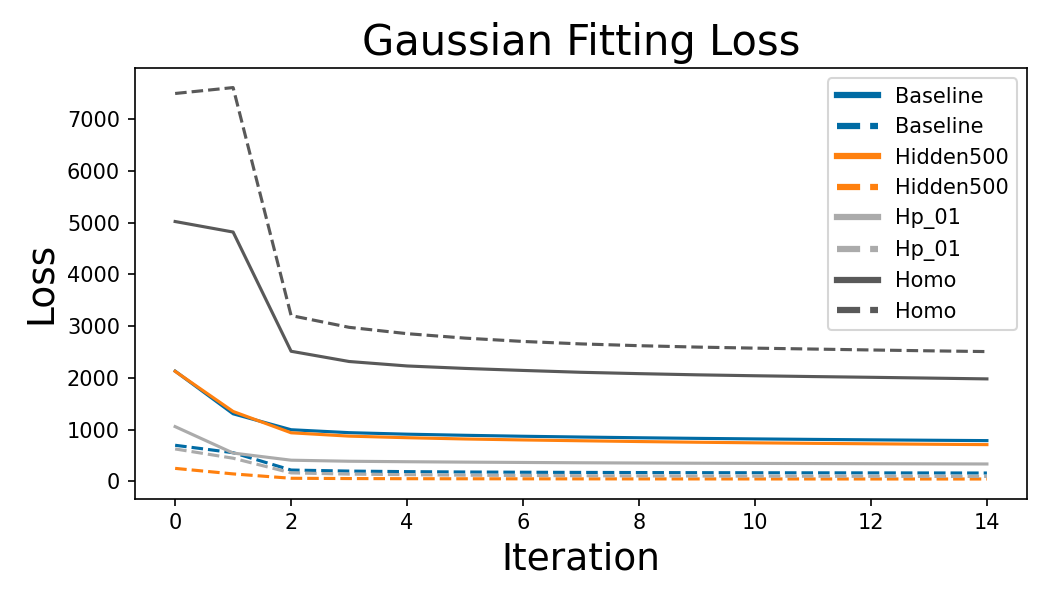 Gaussian Fitting Loss
Loss
7000
6000
5000
4000
3000
2000
1000
0
Baseline
Baseline
Hidden500
Hidden500
Hp_01
Hp_01
Homo
Homo
0 2 4 6 8 10 12 14
Iteration